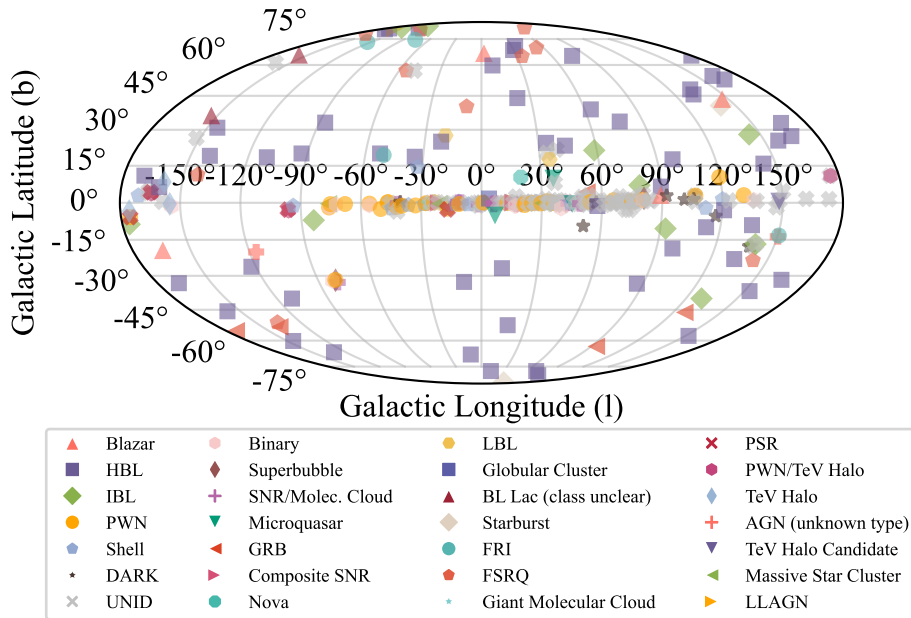 75°
60°
45°
30°
15°
0°
-15°
-30°
-45°
-60°
-75°
-150°
-120°
-90°
-60°
-30°
0°
30°
60°
90°
120°
150°
Galactic Latitude (b)
Galactic Longitude (l)
Blazar
HBL
IBL
PWN
Shell
DARK
UNID
Binary
Superbubble
SNR/Molec. Cloud
Microquasar
GRB
Composite SNR
Nova
LBL
Globular Cluster
BL Lac (class unclear)
Starburst
FRI
FSRQ
Giant Molecular Cloud
PSR
PWN/TeV Halo
TeV Halo
AGN (unknown type)
TeV Halo Candidate
Massive Star Cluster
LLAGN